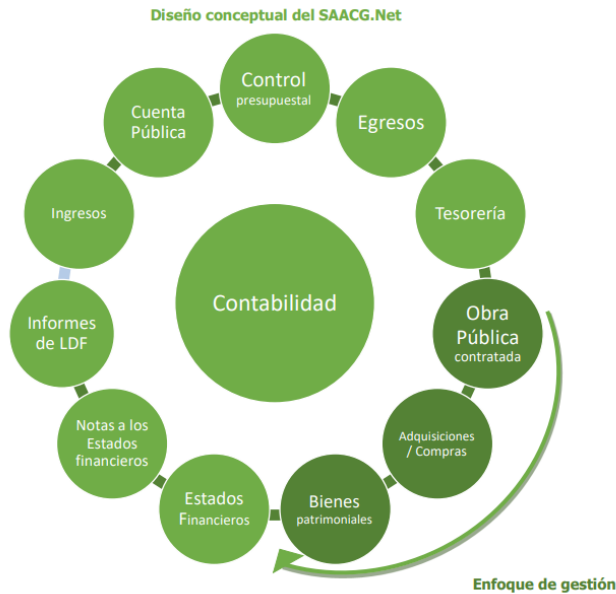 Diseño conceptual del SAACG.Net
Control
presupuestal
Egresos
Tesorería
Obra
Pública
contratada
Adquisiciones
/ Compras
Bienes
patrimoniales
Estados
Financieros
Notas a los
Estados
financieros
Informes
de LDF
Ingresos
Cuenta
Pública
Contabilidad
Enfoque de gestión